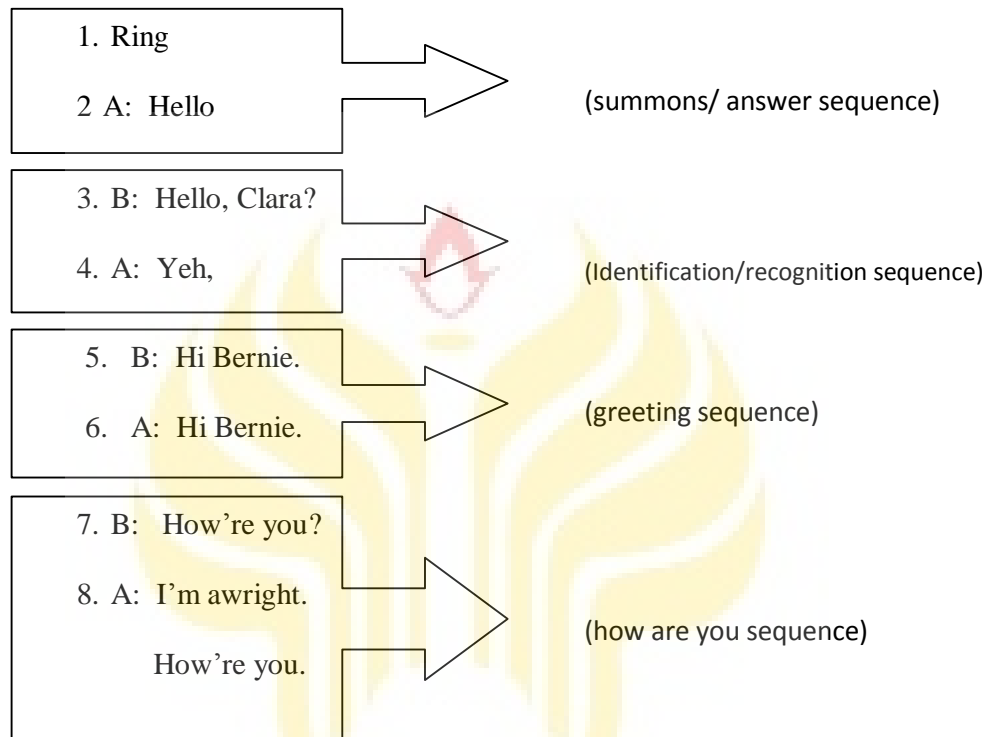 1. Ring
2 A: Hello
(summons/ answer sequence)
3. B: Hello, Clara?
4. A: Yeh,
(Identification/recognition sequence)
5. B: Hi Bernie.
6. A: Hi Bernie.
(greeting sequence)
7. B: How’re you?
8. A: I’m awright.
How’re you.
(how are you sequence)